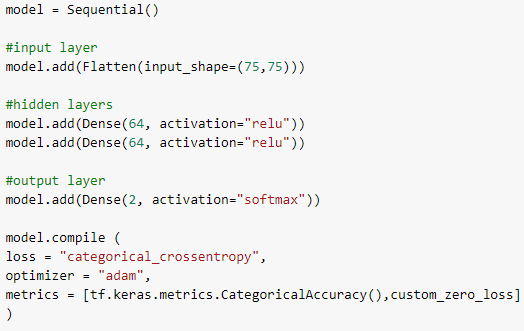 model = Sequential()
#input layer
model.add(Flatten(input_shape=(75,75)))
#hidden layers
model.add(Dense(64, activation="relu"))
model.add(Dense(64, activation="relu"))
#output layer
model.add(Dense(2, activation="softmax"))
model.compile (
loss = "categorical_crossentropy",
optimizer = "adam",
metrics = [tf.keras.metrics.CategoricalAccuracy(),custom_zero_loss]
)